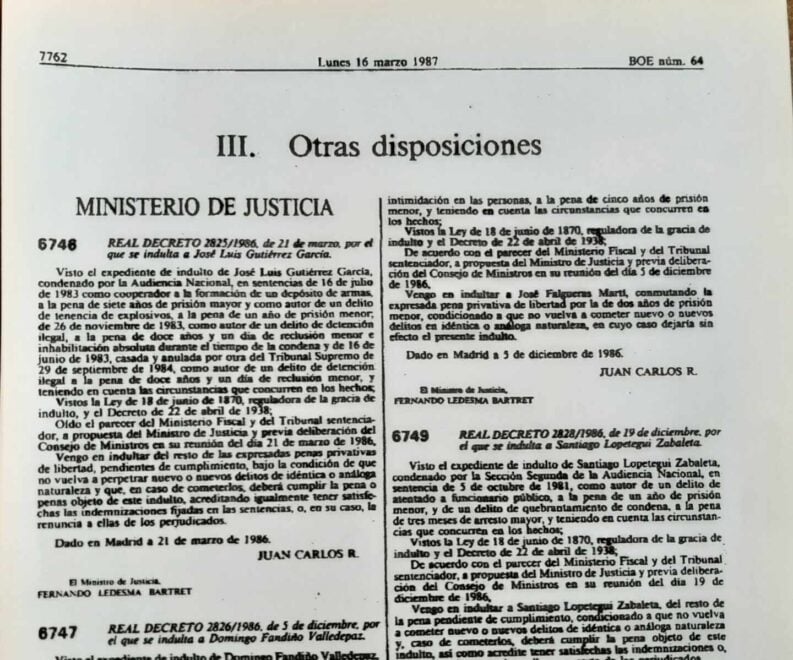 7762
Lunes 16 marzo 1987
BOE núm. 64
III. Otras disposiciones
MINISTERIO DE JUSTICIA
6746 REAL DECRETO 2825/1986, de 21 de marzo, por el
que se indulta a José Luis Gutiérrez García.
Visto el expediente de indulto de José Luis Gutiérrez García,
condenado por la Audiencia Nacional, en sentencias de 16 de julio
de 1983 como cooperador a la formación de un depósito de armas,
a la pena de siete años de prisión mayor y como autor de un delito
de tenencia de explosivos, a la pena de un año de prisión menor;
de 26 de noviembre de 1983, como autor de un delito de detención
ilegal, a la pena de doce años y un día de reclusión menor e
inhabilitación absoluta durante el tiempo de la condena y de 16 de
junio de 1983, casada y anulada por otra del Tribunal Supremo de
29 de septiembre de 1984, como autor de un delito de detención
ilegal a la pena de doce años y un día de reclusión menor, y
teniendo en cuenta las circunstancias que concurren en los hechos;
Vistos la Ley de 18 de junio de 1870, reguladora de la gracia de
indulto, y el Decreto de 22 de abril de 1938;
Oído el parecer del Ministerio Fiscal y del Tribunal sentencia-
dor, a propuesta del Ministro de Justicia y previa deliberación del
Consejo de Ministros en su reunión del día 21 de marzo de 1986,
Vengo en indultar del resto de las expresadas penas privativas
de libertad, pendientes de cumplimiento, bajo la condición de que
no vuelva a perpetrar nuevo o nuevos delitos de idéntica o análoga
naturaleza y que, en caso de cometerlos, deberá cumplir la pena o
penas objeto de este indulto, acreditando igualmente tener satisfe-
chas las indemnizaciones fijadas en las sentencias, o, en su caso, la
renuncia a ellas de los perjudicados.
Dado en Madrid a 21 de marzo de 1986.
JUAN CARLOS R.
El Ministro de Justicia,
FERNANDO LEDESMA BARTRET
6747 REAL DECRETO 2826/1986, de 5 de diciembre, por
el que se indulta a Domingo Fandiño Valledepaz.
Visto el expediente de indulto de Domingo Fandiño Valledepaz,
intimidación en las personas, a la pena de cinco años de prisión
menor, y teniendo en cuenta las circunstancias que concurren en
los hechos;
Vistos la Ley de 18 de junio de 1870, reguladora de la gracia de
indulto y el Decreto de 22 de abril de 1938;
De acuerdo con el parecer del Ministerio Fiscal y del Tribunal
sentenciador, a propuesta del Ministro de Justicia y previa delibera-
ción del Consejo de Ministros en su reunión del día 5 de diciembre
de 1986,
Vengo en indultar a José Falgueras Martí, conmutando la
expresada pena privativa de libertad por la de dos años de prisión
menor, condicionado a que no vuelva a cometer nuevo o nuevos
delitos en idéntica o análoga naturaleza, en cuyo caso dejaría sin
efecto el presente indulto.
Dado en Madrid a 5 de diciembre de 1986.
JUAN CARLOS R.
El Ministro de Justicia,
FERNANDO LEDESMA BARTRET
6749 REAL DECRETO 2828/1986, de 19 de diciembre, por
el que se indulta a Santiago Lopetegui Zabaleta.
Visto el expediente de indulto de Santiago Lopetegui Zabaleta,
condenado por la Sección Segunda de la Audiencia Nacional, en
sentencia de 5 de octubre de 1981, como autor de un delito de
atentado a funcionario público, a la pena de un año de prisión
menor, y de un delito de quebrantamiento de condena, a la pena
de tres meses de arresto mayor, y teniendo en cuenta las circunstan-
cias que concurren en los hechos;
Vistos la Ley de 18 de junio de 1870, reguladora de la gracia de
indulto y el Decreto de 22 de abril de 1938;
De acuerdo con el parecer del Ministerio Fiscal y del Tribunal
sentenciador, a propuesta del Ministro de Justicia y previa delibera-
ción del Consejo de Ministros en su reunión del día 19 de
diciembre de 1986,
Vengo en indultar a Santiago Lopetegui Zabaleta, del resto de
la pena pendiente de cumplimiento, condicionado a que no vuelva
a cometer nuevo o nuevos delitos de idéntica o análoga naturaleza
y, caso de cometerlos, deberá cumplir la pena objeto de este
indulto, así como acredite tener satisfechas las indemnizaciones o,